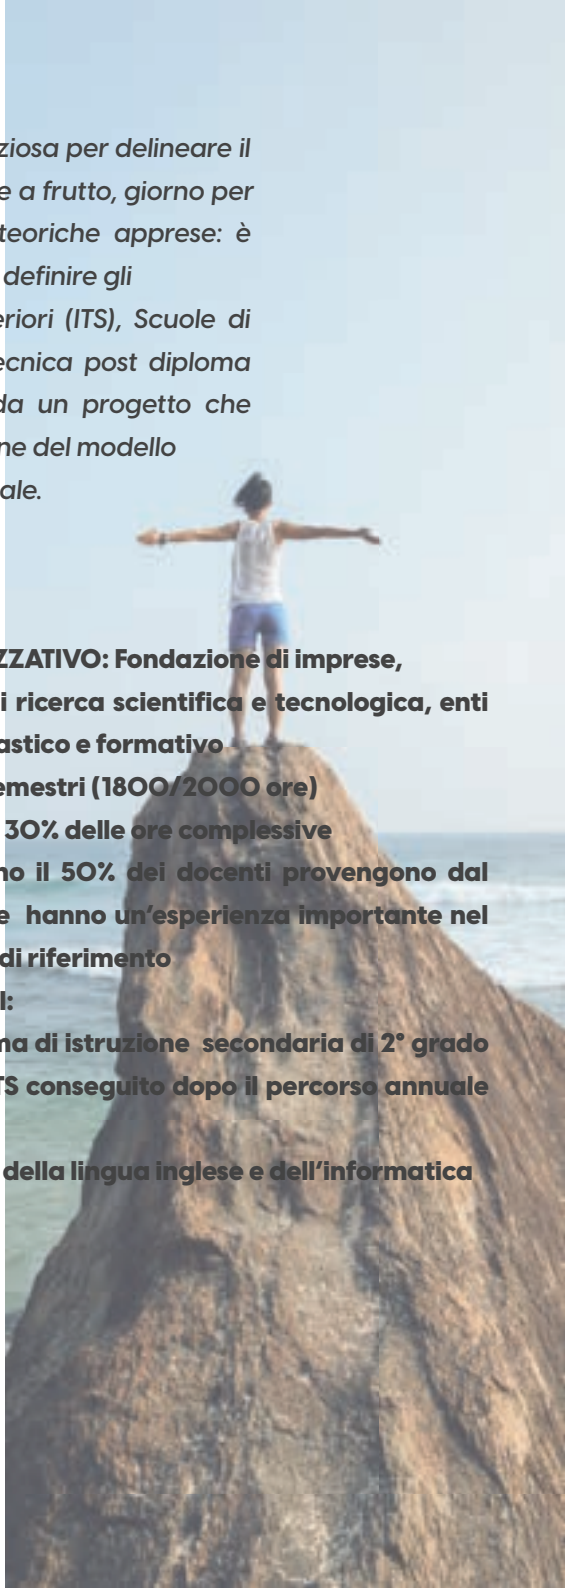 ziosa per delineare il
e a frutto, giorno per
teoriche apprese: è
definire gli
eriori (ITS), Scuole di
ecnica post diploma
da un progetto che
ne del modello
ale.
ZZATIVO: Fondazione di imprese,
i ricerca scientifica e tecnologica, enti
astico e formativo
emestri (1800/2000 ore)
30% delle ore complessive
no il 50% dei docenti provengono dal
e hanno un’esperienza importante nel
di riferimento
I:
ma di istruzione secondaria di 2° grado
TS conseguito dopo il percorso annuale
della lingua inglese e dell’informatica